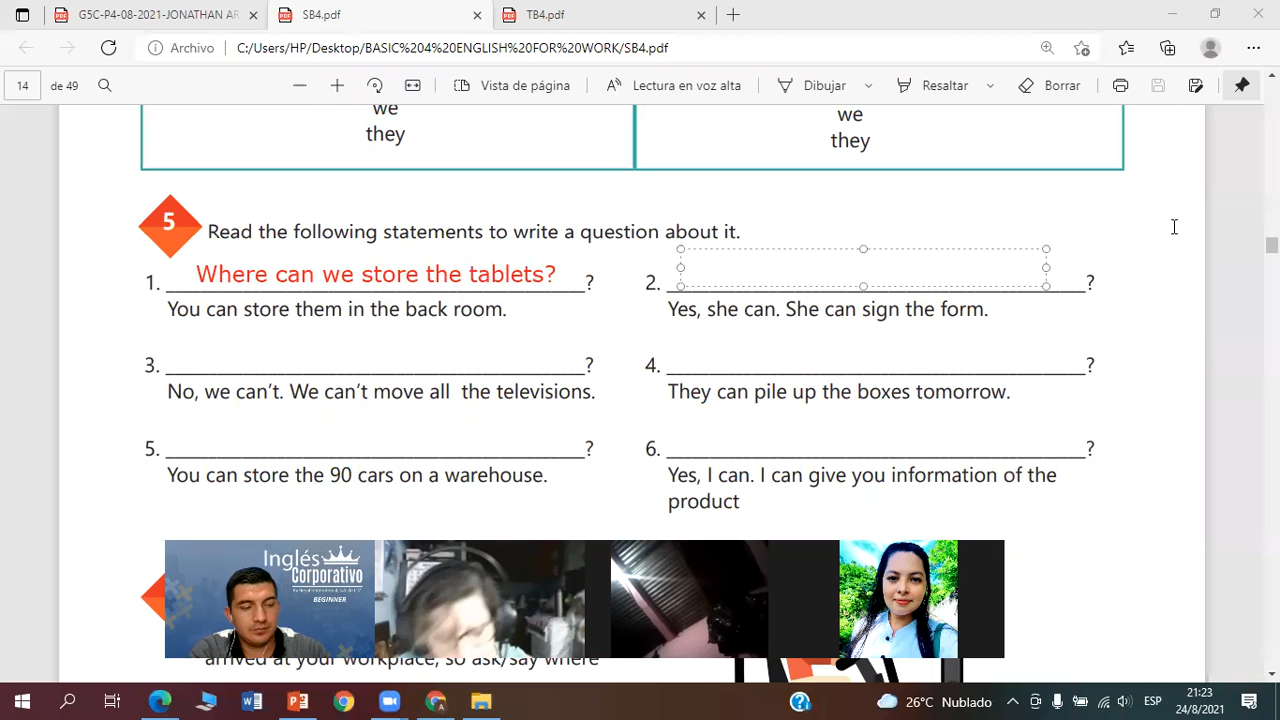 G5C-P4-08-2021-JONATHAN AR
SB4.pdf
TB4.pdf
Archivo
C:/Users/HP/Desktop/BASIC%204%20ENGLISH%20FOR%20WORK/SB4.pdf
14
de 49
Vista de página
Lectura en voz alta
Dibujar
Resaltar
Borrar
we
they
we
they
5
Read the following statements to write a question about it.
1. Where can we store the tablets? ?
You can store them in the back room.
2. ?
Yes, she can. She can sign the form.
3. ?
No, we can't. We can't move all the televisions.
4. ?
They can pile up the boxes tomorrow.
5. ?
You can store the 90 cars on a warehouse.
6. ?
Yes, I can. I can give you information of the
product
Inglés
Corporativo
BEGINNER
arrived at your workplace, so ask/say where
26°C Nublado
ESP
21:23
24/8/2021